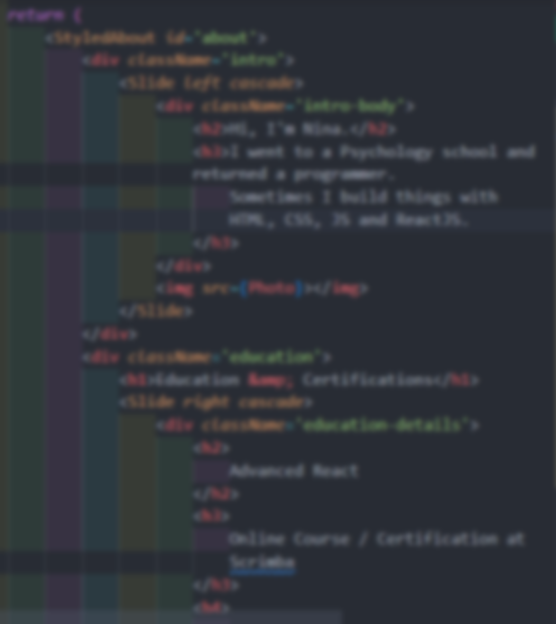 return (
<StyledAbout id='about'>
<div className='intro'>
<Slide left cascade>
<div className='intro-body'>
<h2>Hi, I'm Nina.</h2>
<h3>I went to a Psychology school and
returned a programmer.
Sometimes I build things with
HTML, CSS, JS and ReactJS.
</h3>
</div>
<img src={Photo}></img>
</Slide>
</div>
<div className='education'>
<h1>Education &amp; Certifications</h1>
<Slide right cascade>
<div className='education-details'>
<h2>
Advanced React
</h2>
<h3>
Online Course / Certification at
Scrimba
</h3>
<h4>